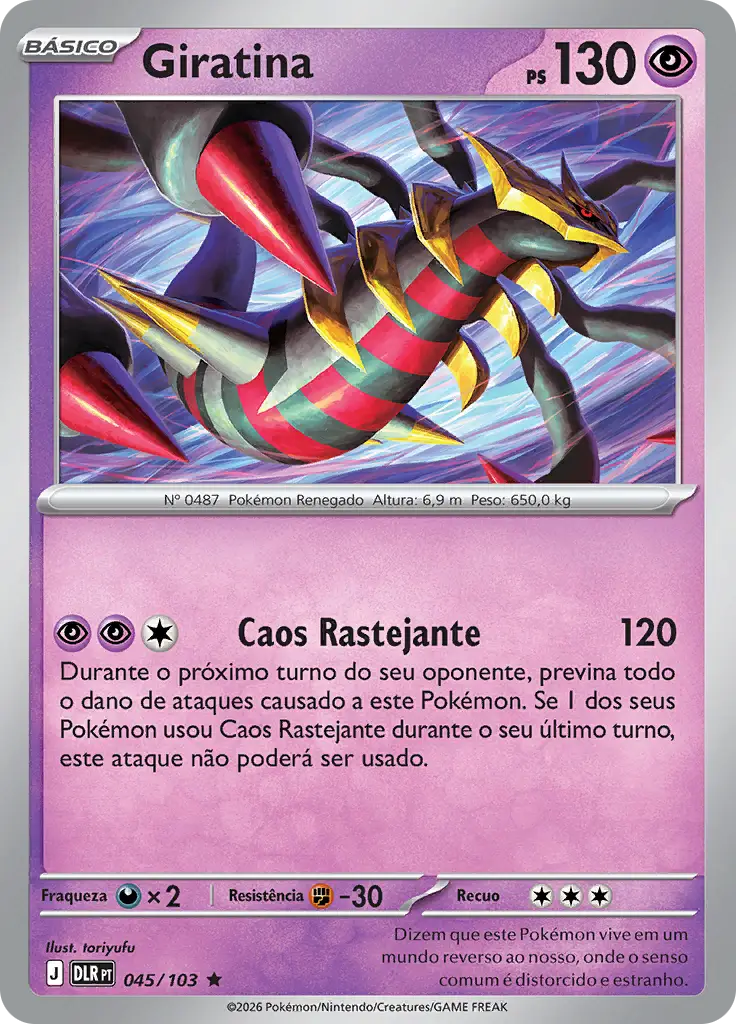 BÁSICO
Giratina
PS 130
Nº 0487 Pokémon Renegado Altura: 6,9 m Peso: 650,0 kg
Caos Rastejante 120
Durante o próximo turno do seu oponente, previna todo
o dano de ataques causado a este Pokémon. Se 1 dos seus
Pokémon usou Caos Rastejante durante o seu último turno,
este ataque não poderá ser usado.
Fraqueza ×2 Resistência -30 Recuo
Ilust. toriyufu
J DLR PT 045/103
Dizem que este Pokémon vive em um
mundo reverso ao nosso, onde o senso
comum é distorcido e estranho.
©2026 Pokémon/Nintendo/Creatures/GAME FREAK